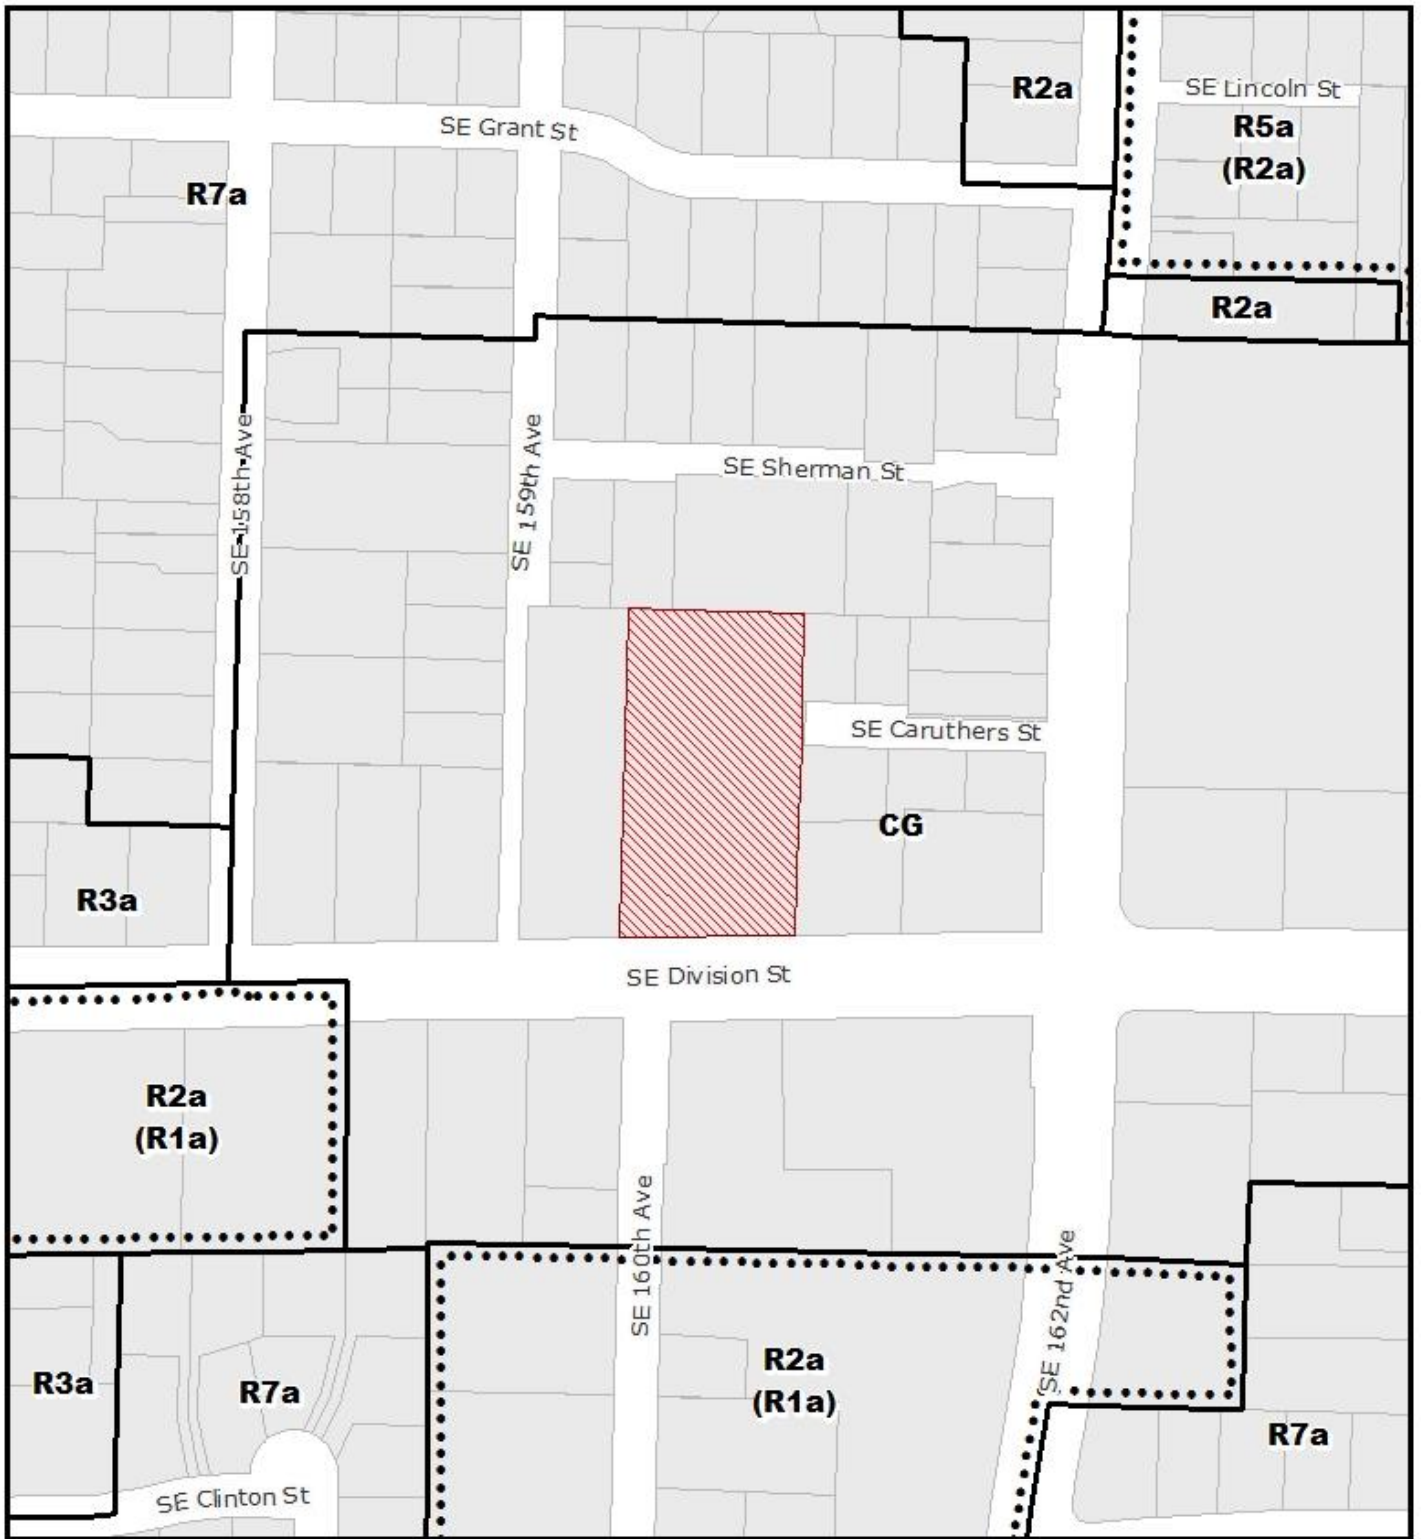 R2a
SE Lincoln St
SE Grant St
R5a
(R2a)
R7a
R2a
SE 158th Ave
SE 159th Ave
SE Sherman St
SE Caruthers St
CG
R3a
SE Division St
R2a
(R1a)
SE 160th Ave
SE 162nd Ave
R3a
R7a
R2a
(R1a)
R7a
SE Clinton St